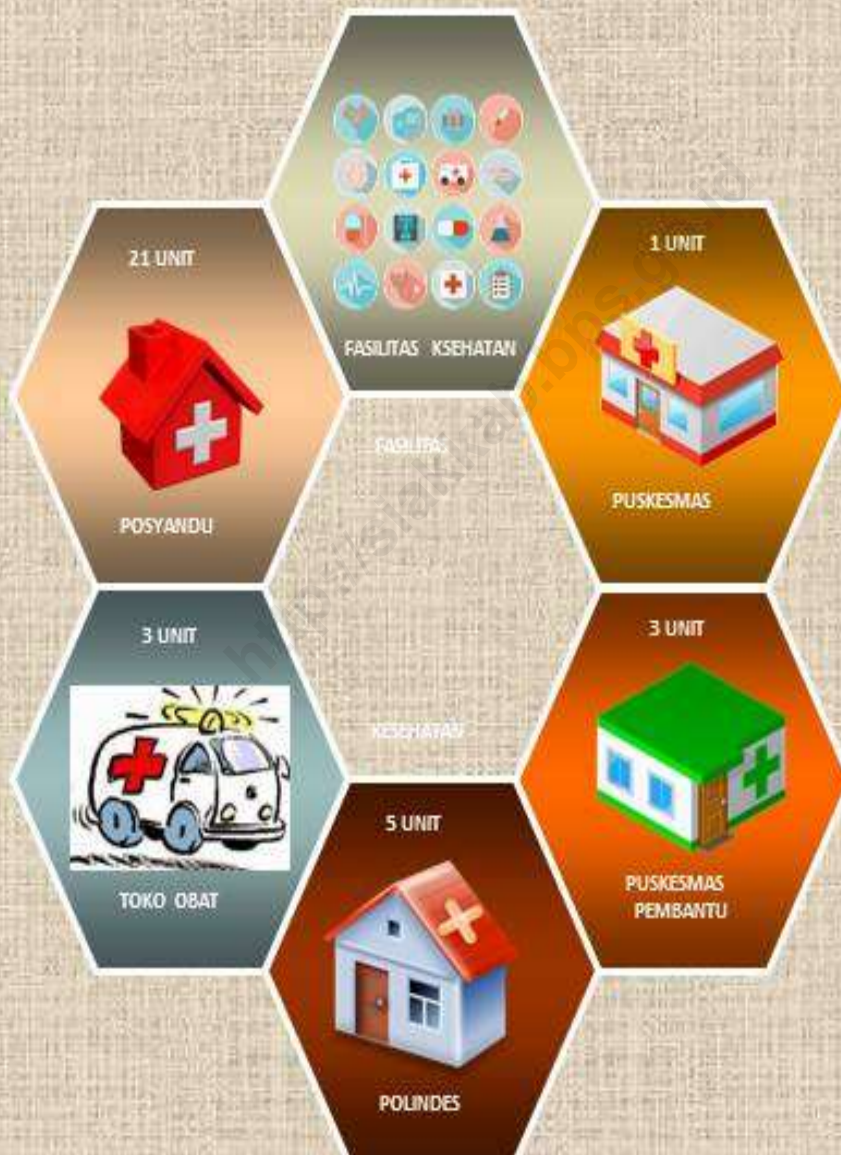 FASILITAS KSEHATAN
21 UNIT
POSYANDU
1 UNIT
PUSKESMAS
FASILITAS
KESEHATAN
3 UNIT
TOKO OBAT
3 UNIT
PUSKESMAS
PEMBANTU
5 UNIT
POLINDES